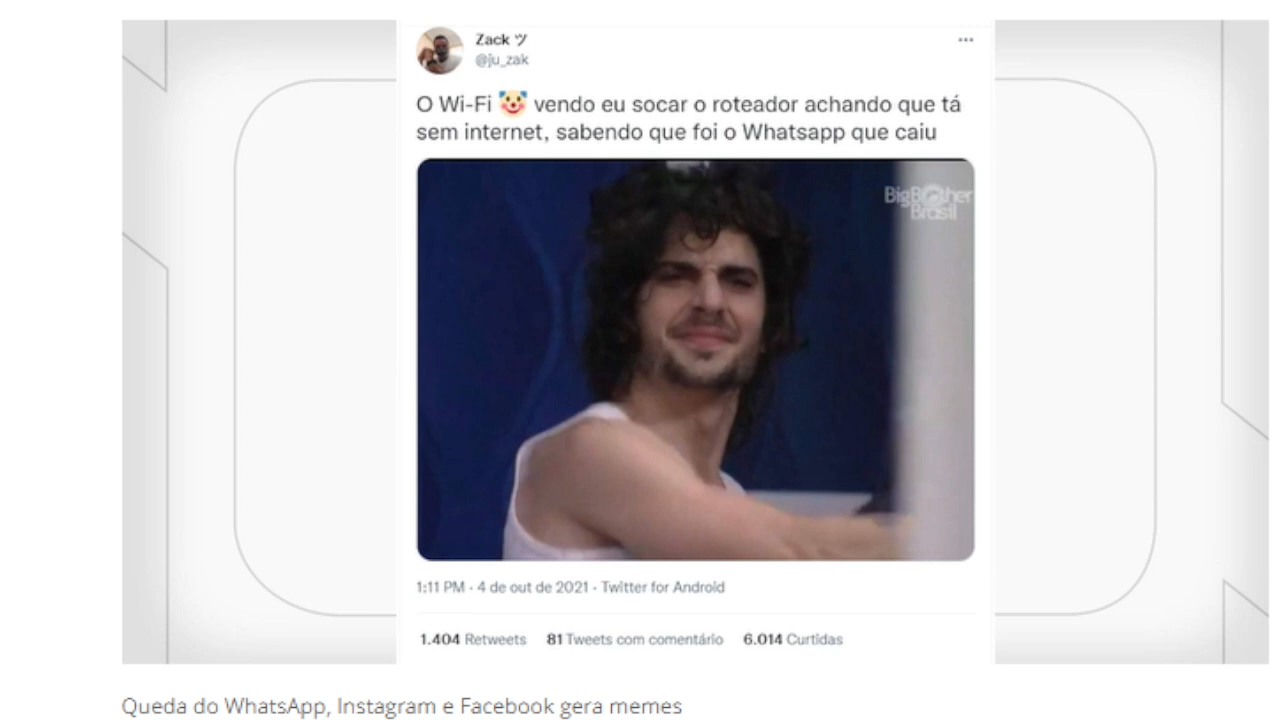 Zack ツ
@ju_zak
O Wi-Fi 🤡 vendo eu socar o roteador achando que tá
sem internet, sabendo que foi o Whatsapp que caiu
BigBrother
Brasil
1:11 PM · 4 de out de 2021 · Twitter for Android
1.404 Retweets 81 Tweets com comentário 6.014 Curtidas
Queda do WhatsApp, Instagram e Facebook gera memes